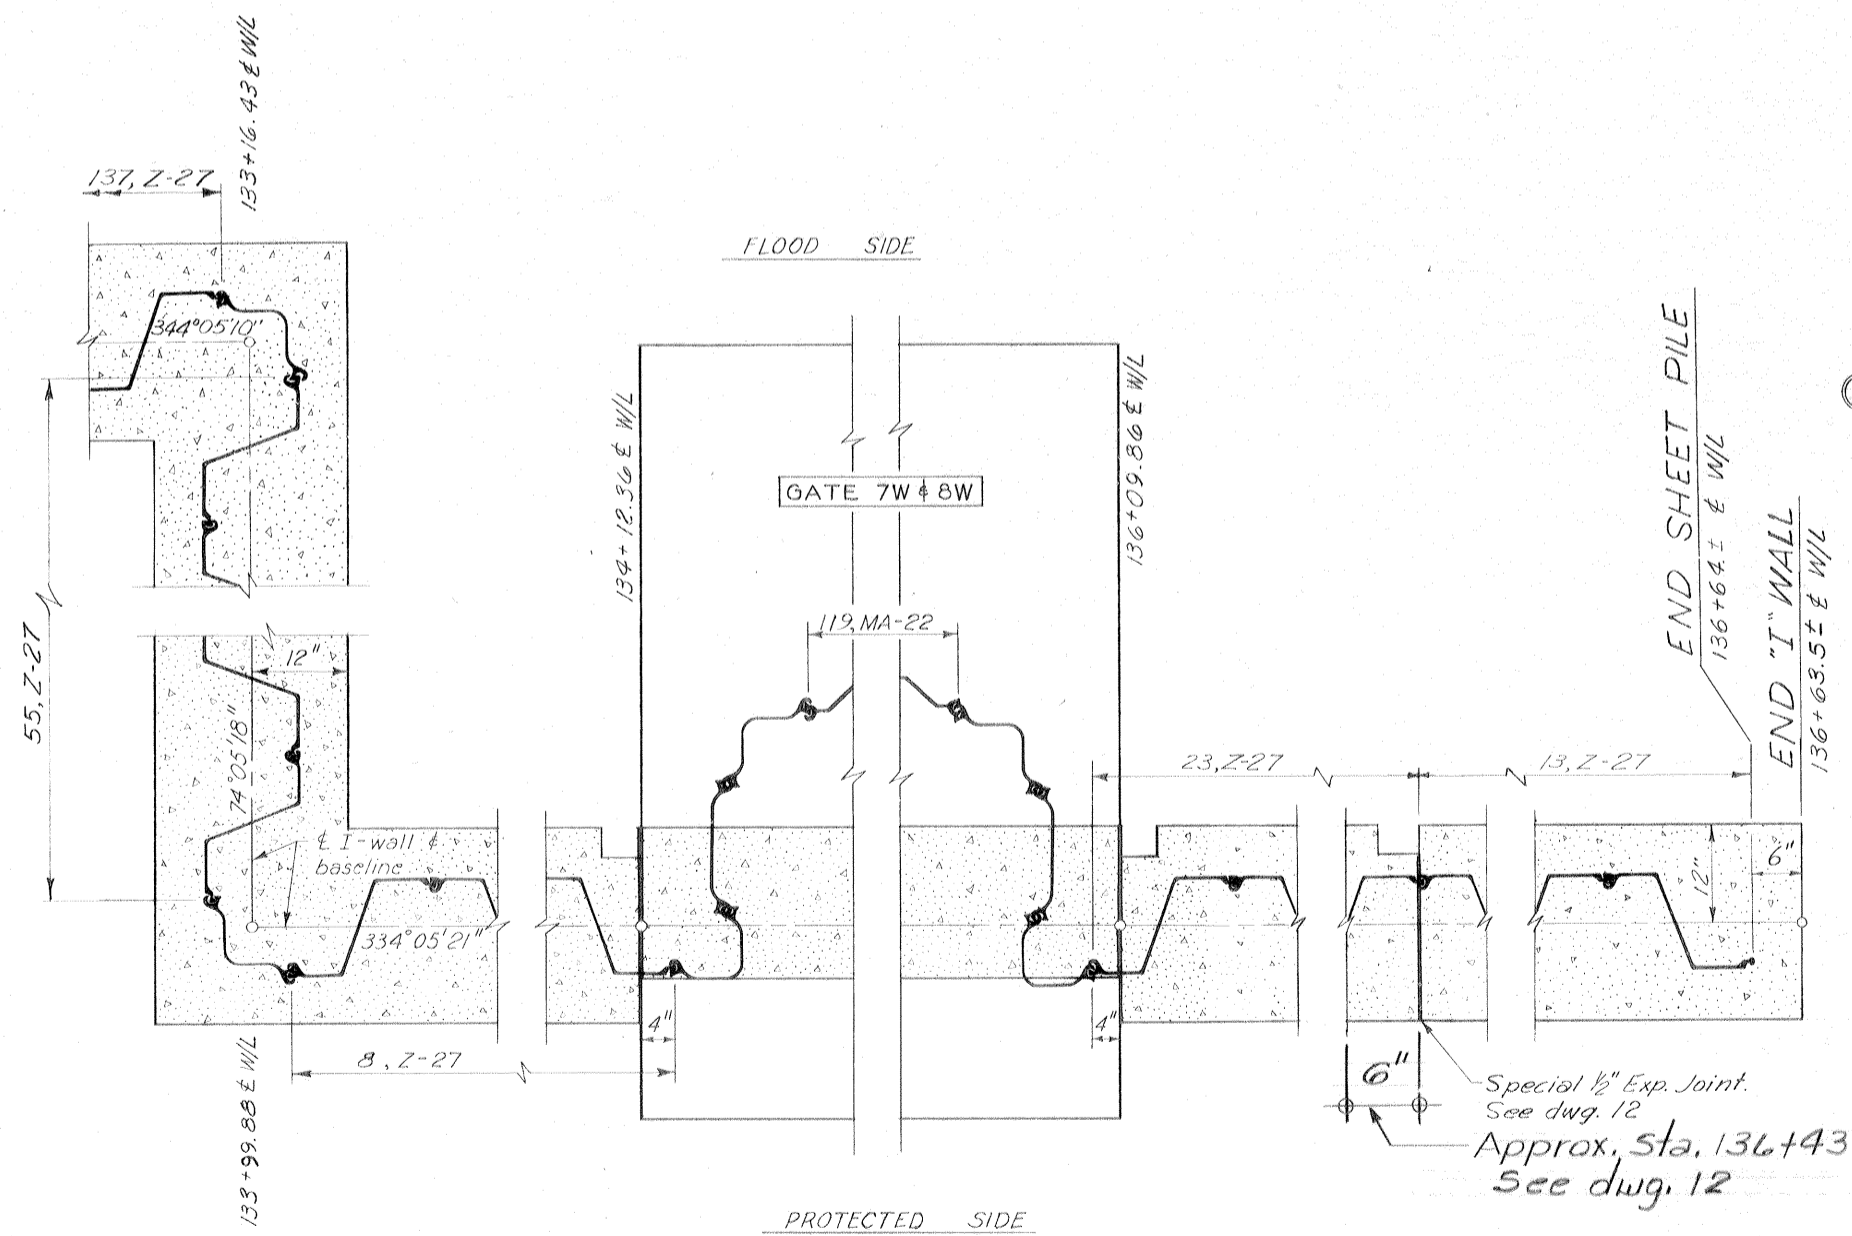 137, Z-27
133+16.43 ℄ W/L
FLOOD SIDE
344°05'10"
134+12.36 ℄ W/L
136+09.86 ℄ W/L
GATE 7W & 8W
END SHEET PILE
136+64.± ℄ W/L
END "I" WALL
136+63.5± ℄ W/L
55, Z-27
119, MA-22
12"
74°05'18"
℄ I-wall &
baseline
334°05'21"
23, Z-27
13, Z-27
12"
6"
4"
4"
8, Z-27
133+99.88 ℄ W/L
6"
Special ½" Exp. Joint.
See dwg. 12
Approx. Sta. 136+43
See dwg. 12
PROTECTED SIDE